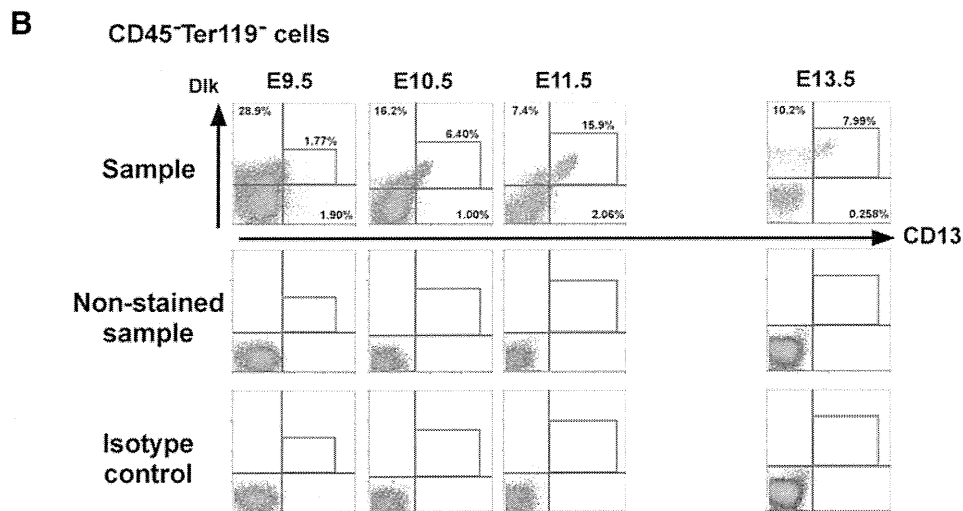 B
CD45-Ter119- cells
Dlk
E9.5
E10.5
E11.5
E13.5
Sample
28.9%
1.77%
1.90%
16.2%
6.40%
1.00%
7.4%
15.9%
2.06%
10.2%
7.99%
0.258%
CD13
Non-stained
sample
Isotype
control